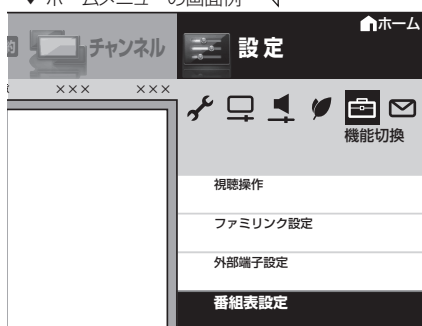 ▼ホームメニューの画面例
ホーム
チャンネル
設定
××× ×××
機能切換
視聴操作
ファミリンク設定
外部端子設定
番組表設定